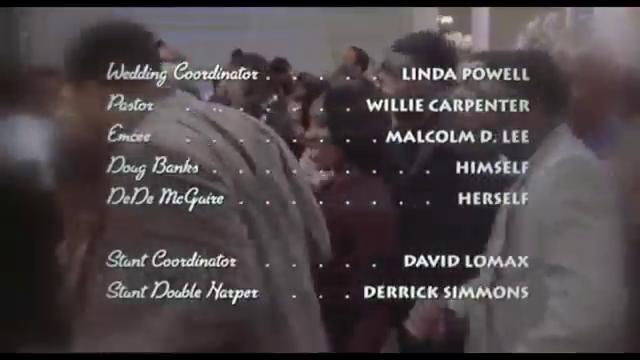 Wedding Coordinator . . . . . LINDA POWELL
Pastor . . . . . . . WILLIE CARPENTER
Emcee . . . . . . . . MALCOLM D. LEE
Doug Banks . . . . . . . . . HIMSELF
DeDe McGuire . . . . . . . . HERSELF
Stunt Coordinator . . . . DAVID LOMAX
Stunt Double Harper . . . DERRICK SIMMONS